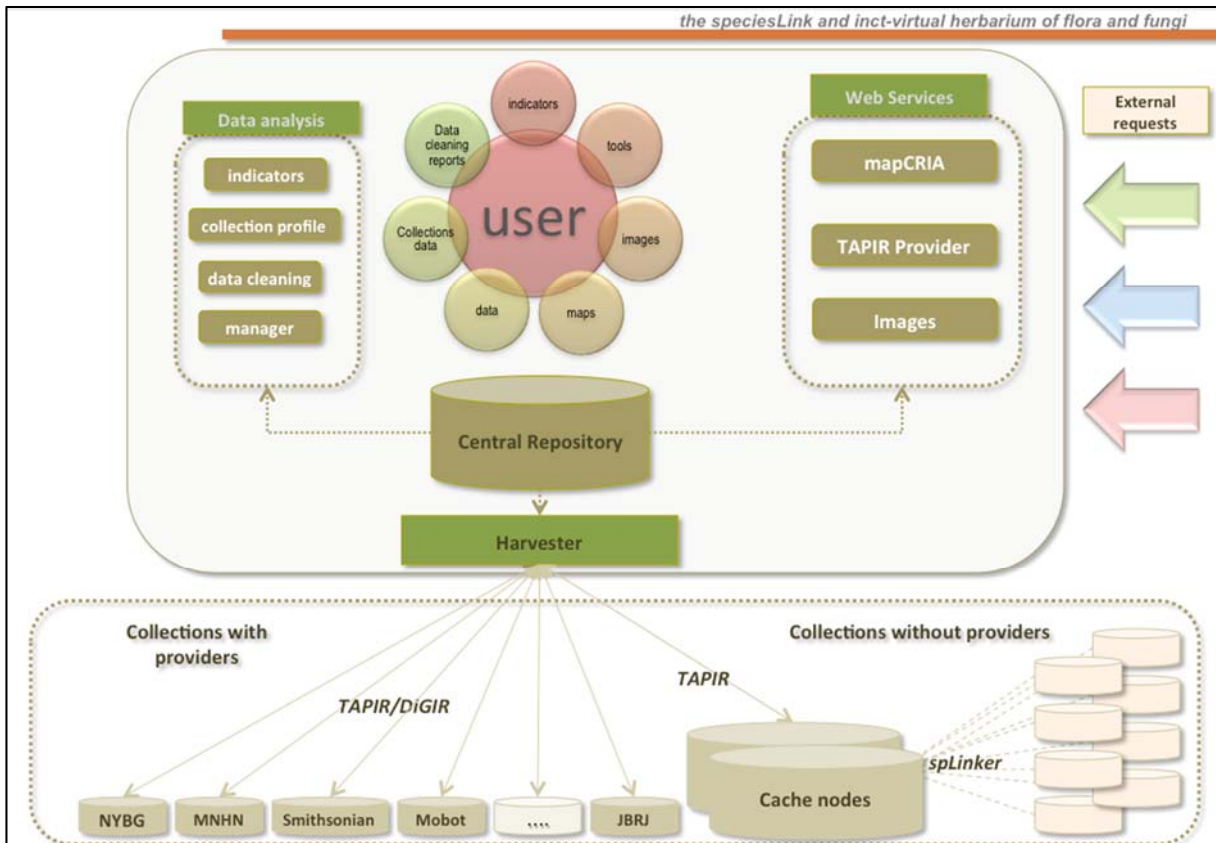 the speciesLink and inct-virtual herbarium of flora and fungi
Data analysis
indicators
collection profile
data cleaning
manager
indicators
Data
cleaning
reports
tools
user
Collections
data
images
data
maps
Web Services
mapCRIA
TAPIR Provider
Images
External
requests
Central Repository
Harvester
Collections with
providers
Collections without providers
TAPIR/DiGIR
TAPIR
spLinker
Cache nodes
NYBG
MNHN
Smithsonian
Mobot
,,,,
JBRJ